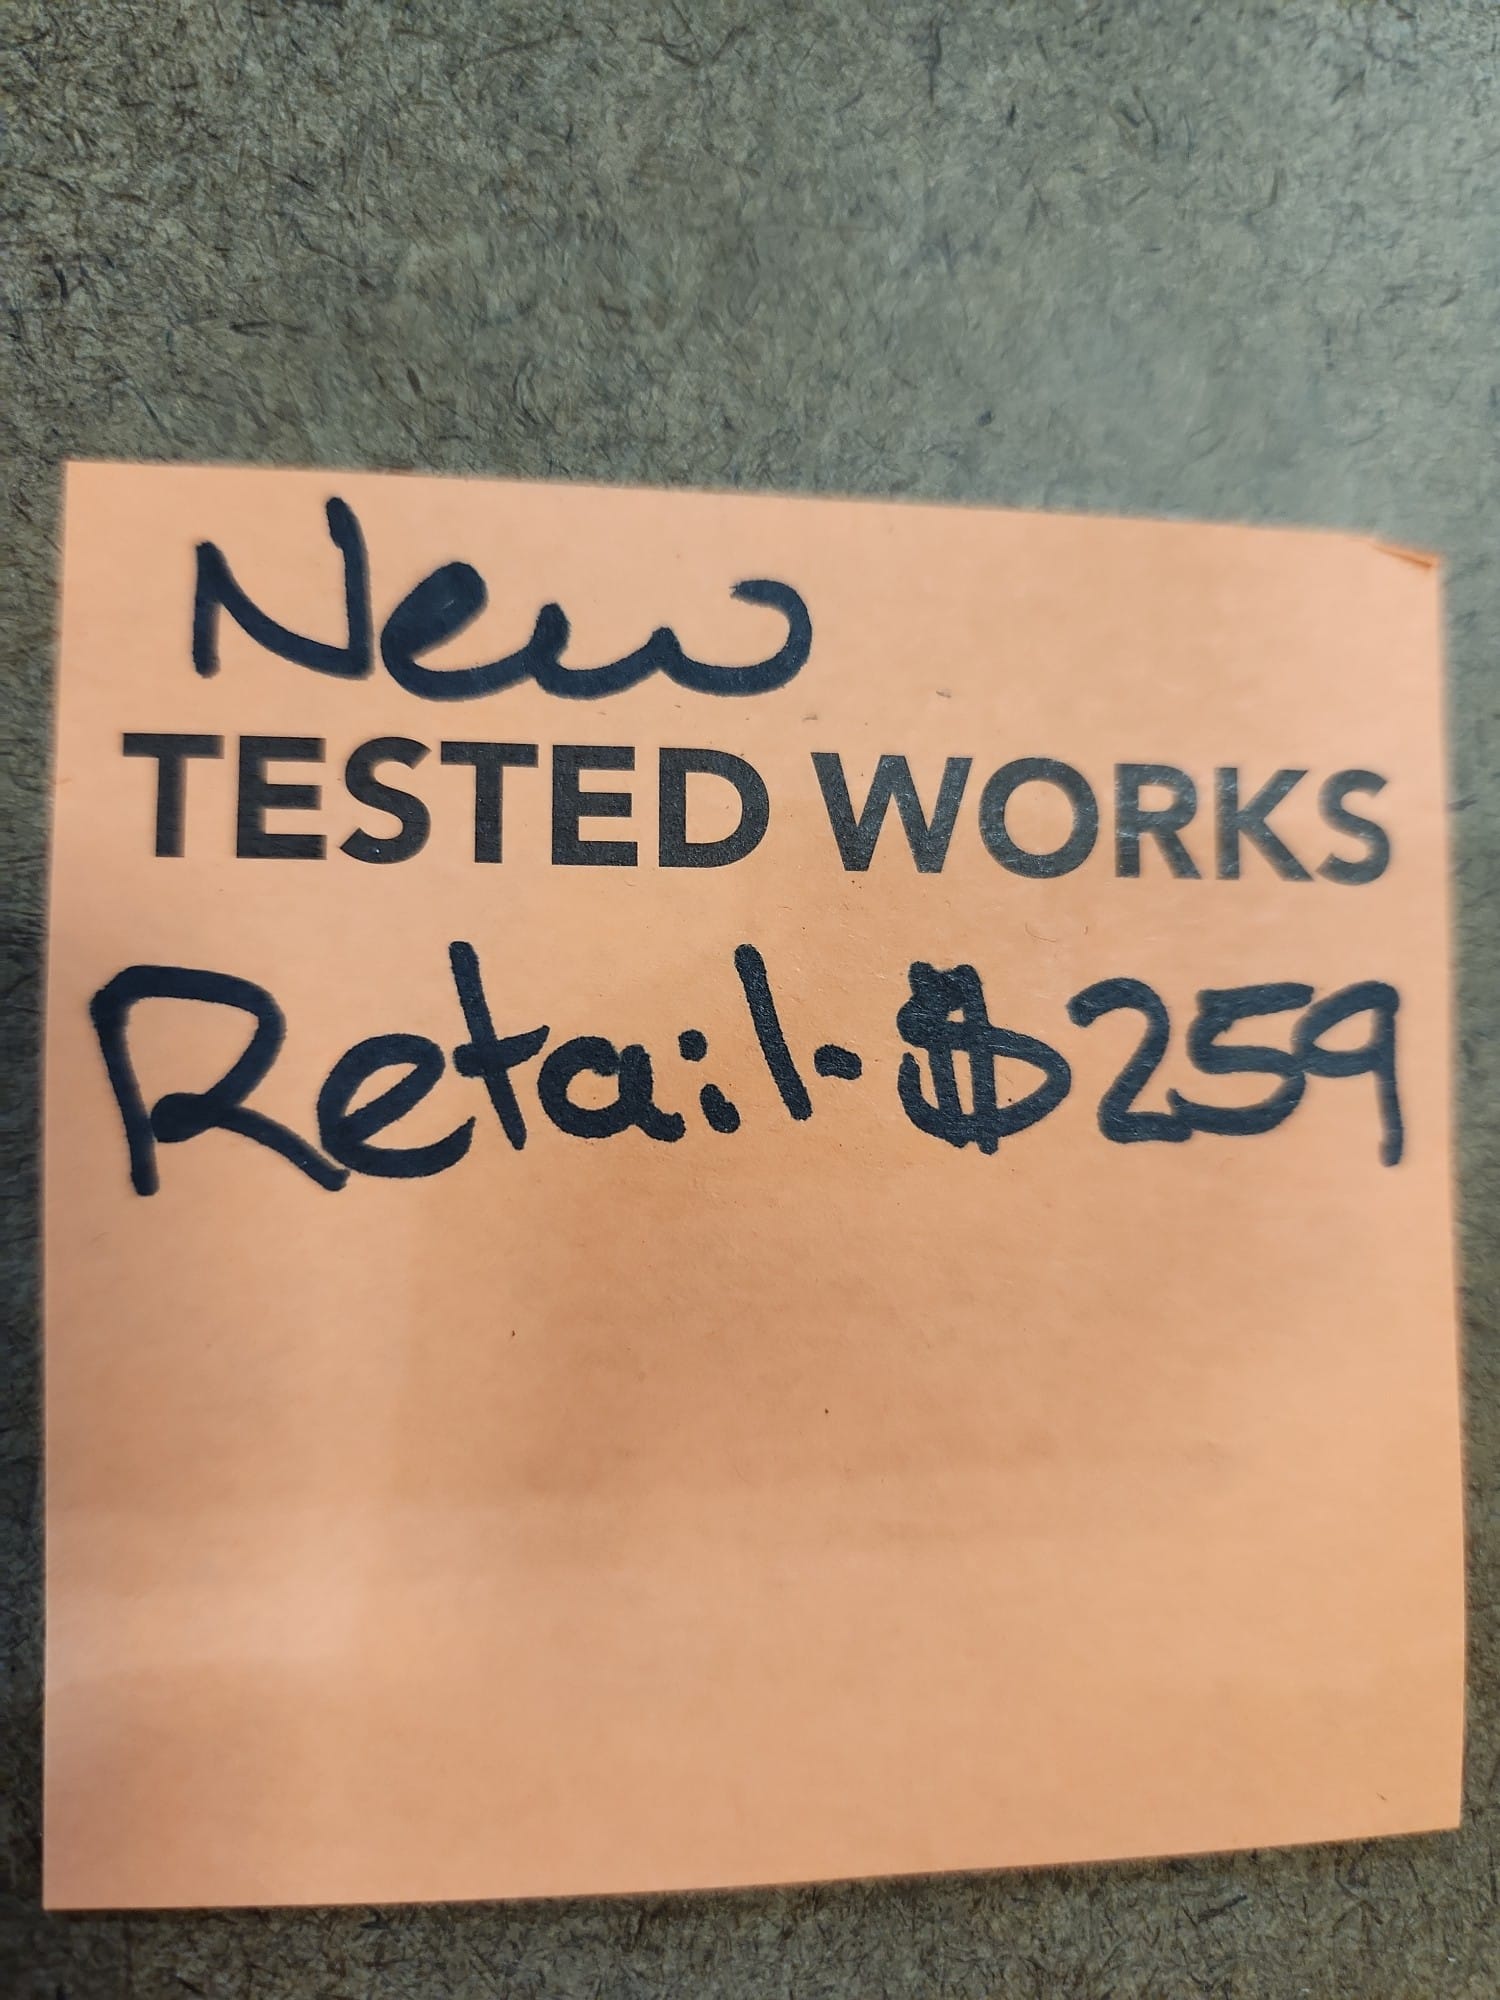 New
TESTED WORKS
Retail- $259